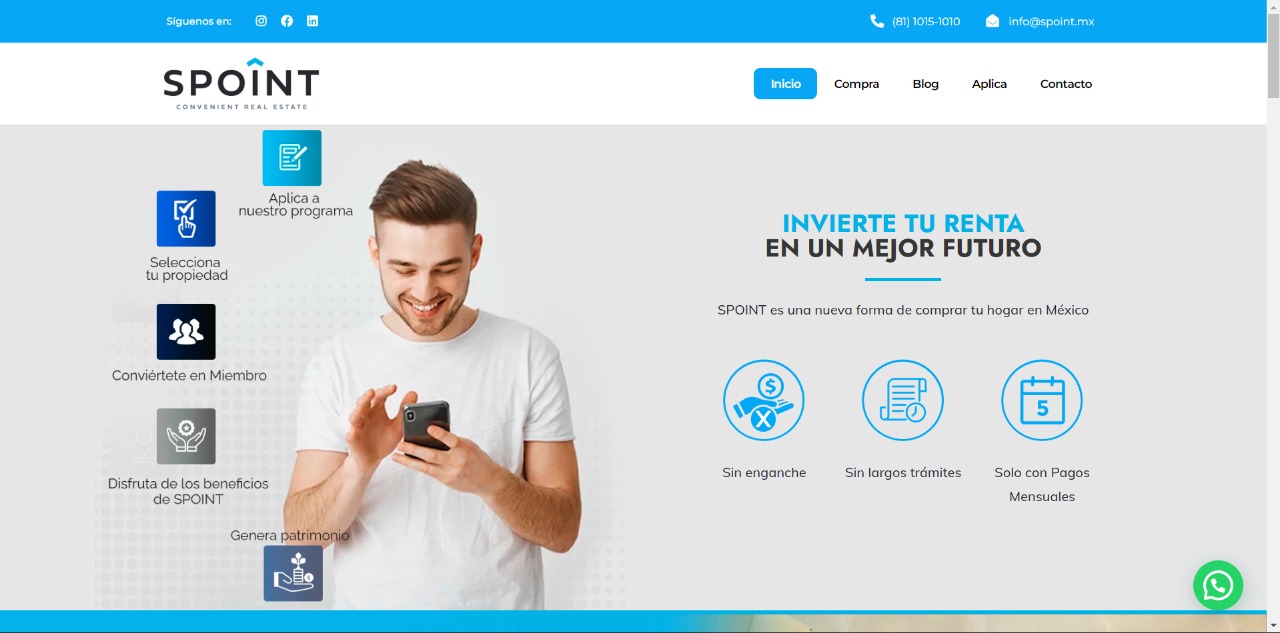 Síguenos en:
(81) 1015-1010
info@spoint.mx
SPOINT
CONVENIENT REAL ESTATE
Inicio
Compra
Blog
Aplica
Contacto
Aplica a
nuestro programa
Selecciona
tu propiedad
Conviértete en Miembro
Disfruta de los beneficios
de SPOINT
Genera patrimonio
INVIERTE TU RENTA
EN UN MEJOR FUTURO
SPOINT es una nueva forma de comprar tu hogar en México
$
X
5
Sin enganche
Sin largos trámites
Solo con Pagos
Mensuales